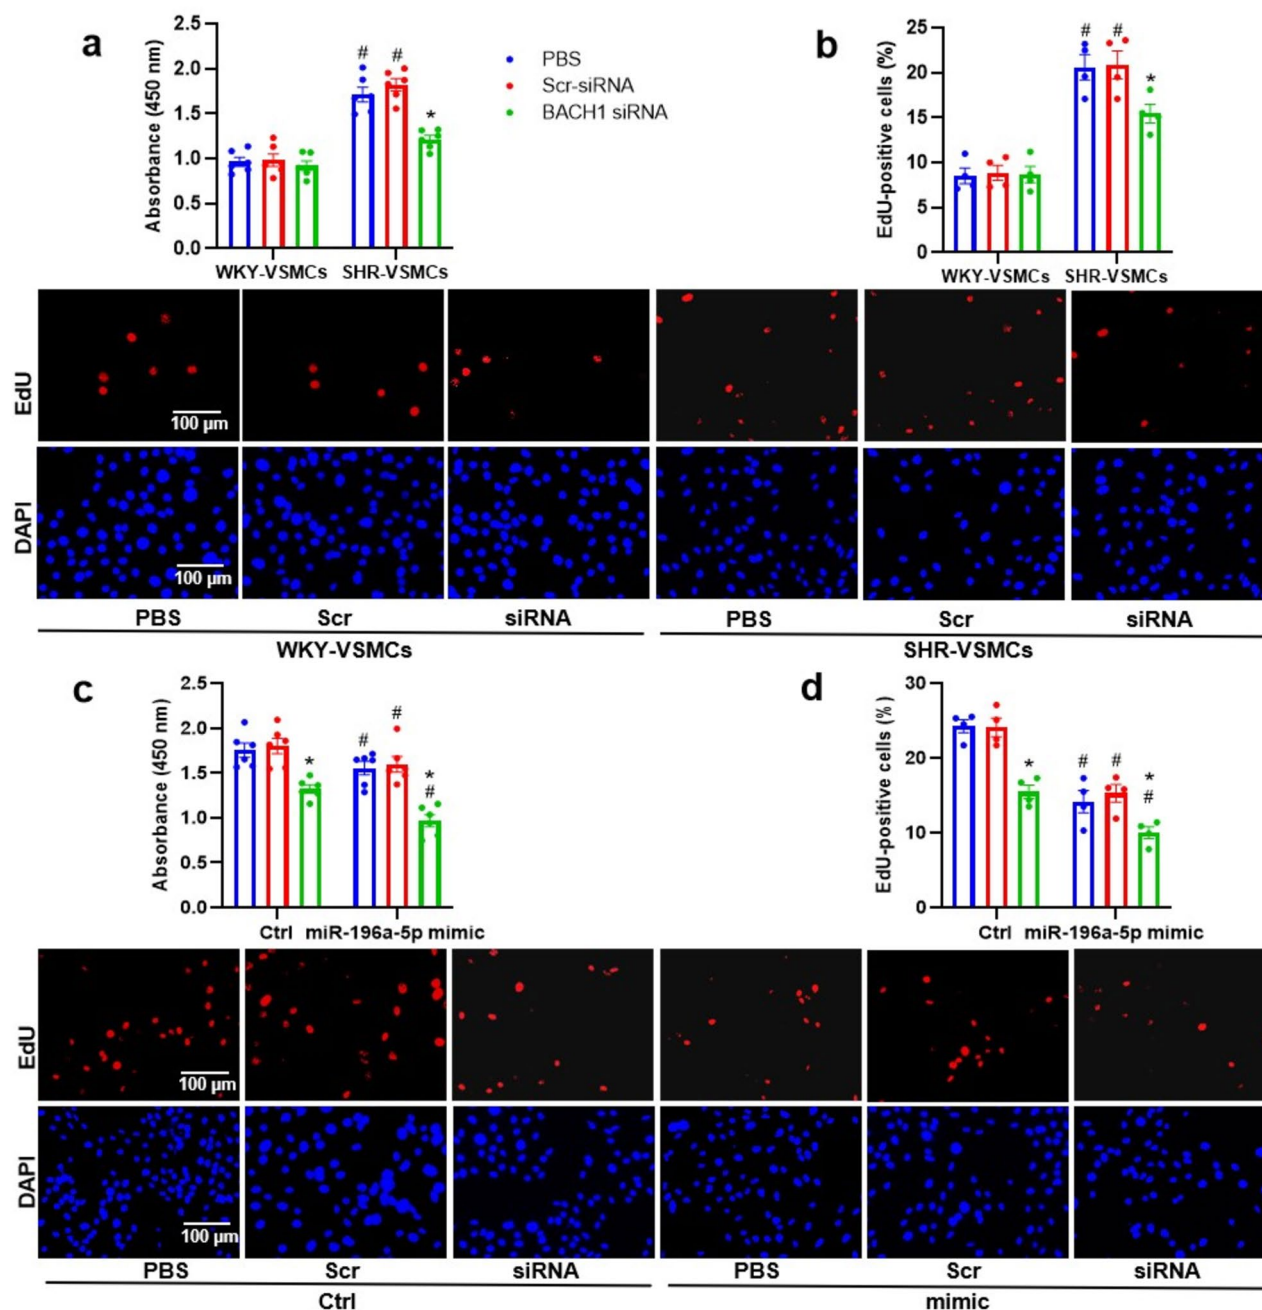 a
2.5
2.0
1.5
1.0
0.5
0.0
Absorbance (450 nm)
# # *
WKY-VSMCs SHR-VSMCs
PBS
Scr-siRNA
BACH1 siRNA
b
25
20
15
10
5
0
EdU-positive cells (%)
# # *
WKY-VSMCs SHR-VSMCs
EdU
100 µm
DAPI
100 µm
PBS Scr siRNA PBS Scr siRNA
WKY-VSMCs SHR-VSMCs
c
2.5
2.0
1.5
1.0
0.5
0.0
Absorbance (450 nm)
* # # *
#
Ctrl miR-196a-5p mimic
d
30
20
10
0
EdU-positive cells (%)
* # # *
#
Ctrl miR-196a-5p mimic
EdU
100 µm
DAPI
100 µm
PBS Scr siRNA PBS Scr siRNA
Ctrl mimic